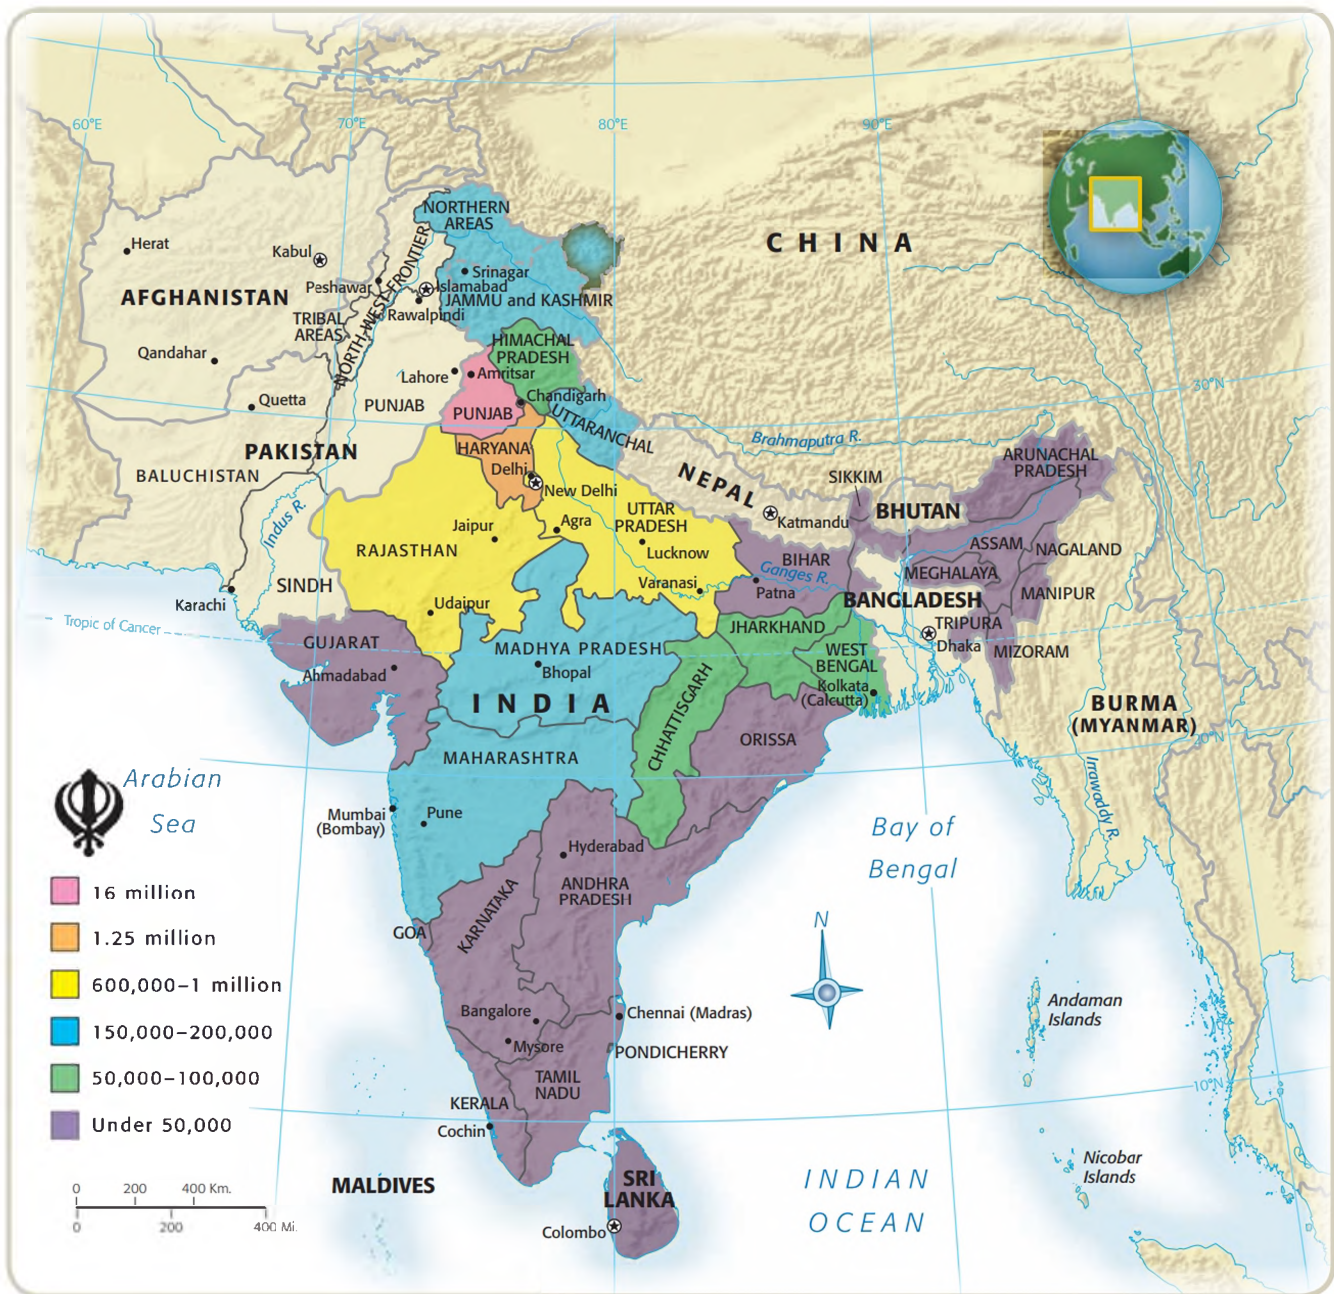 60°E
70°E
80°E
90°E
NORTHERN
AREAS
CHINA
Herat
Kabul
Srinagar
Peshawar
Islamabad
AFGHANISTAN
JAMMU and KASHMIR
NORTH-WEST-FRONTIER
Rawalpindi
TRIBAL
AREAS
HIMACHAL
PRADESH
Qandahar
Lahore
Amritsar
30°N
Quetta
PUNJAB
PUNJAB
Chandigarh
UTTARANCHAL
Brahmaputra R.
PAKISTAN
HARYANA
Delhi
BALUCHISTAN
NEPAL
SIKKIM
ARUNACHAL
PRADESH
New Delhi
Indus R.
Jaipur
Agra
UTTAR
PRADESH
Katmandu
BHUTAN
RAJASTHAN
Lucknow
BIHAR
ASSAM
NAGALAND
Varanasi
Ganges R.
MEGHALAYA
SINDH
Patna
MANIPUR
Karachi
Udaipur
BANGLADESH
Tropic of Cancer
JHARKHAND
TRIPURA
GUJARAT
MADHYA PRADESH
WEST
BENGAL
Dhaka
MIZORAM
Ahmadabad
Bhopal
Kolkata
(Calcutta)
INDIA
CHHATTISGARH
BURMA
(MYANMAR)
ORISSA
20°N
MAHARASHTRA
Arabian
Sea
Irrawaddy R.
Mumbai
(Bombay)
Pune
Bay of
Bengal
Hyderabad
ANDHRA
PRADESH
KARNATAKA
GOA
N
16 million
1.25 million
600,000–1 million
150,000–200,000
50,000–100,000
Under 50,000
Bangalore
Chennai (Madras)
Andaman
Islands
Mysore
PONDICHERRY
TAMIL
NADU
10°N
KERALA
Cochin
Nicobar
Islands
MALDIVES
SRI
LANKA
INDIAN
OCEAN
Colombo
0 200 400 Km.
0 200 400 Mi.